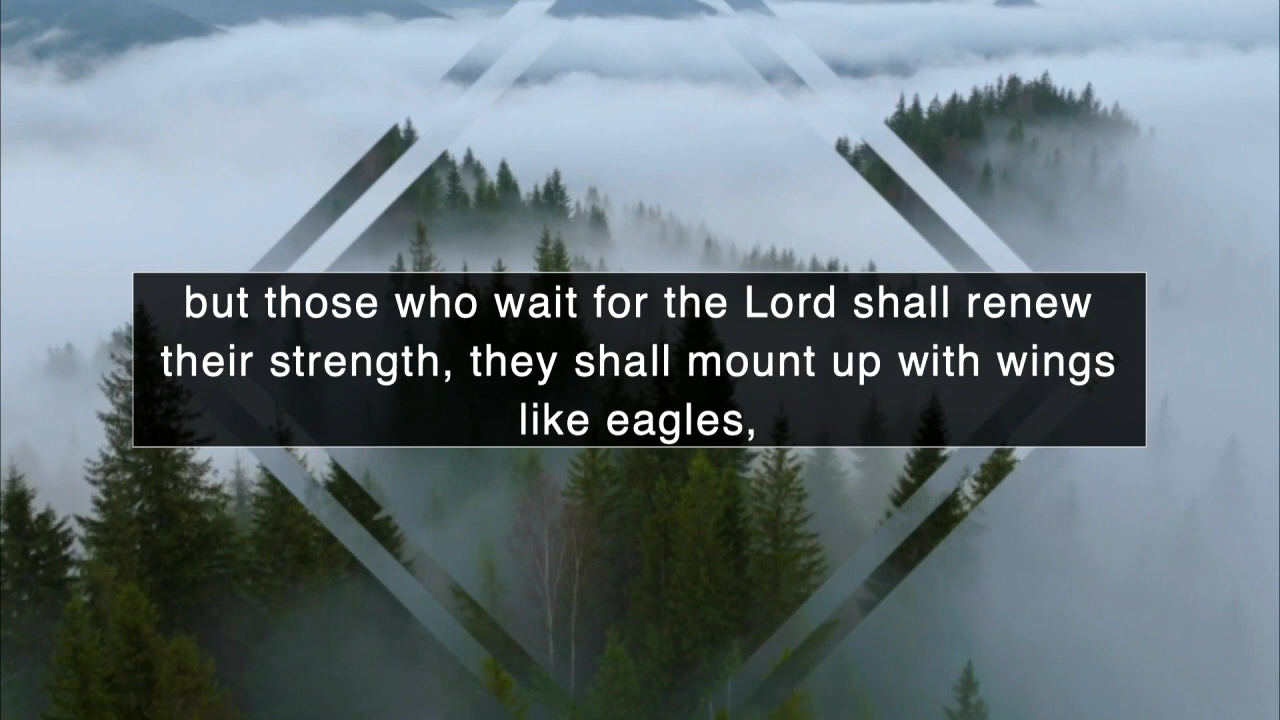 but those who wait for the Lord shall renew
their strength, they shall mount up with wings
like eagles,